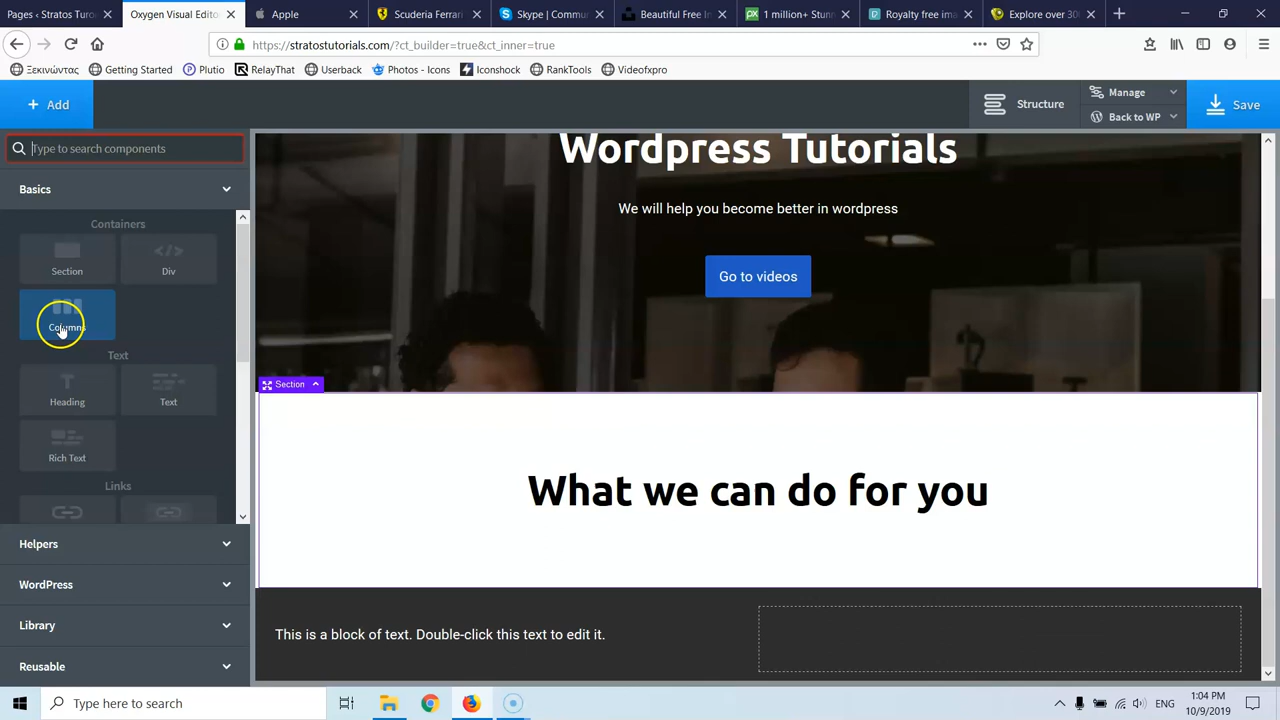 Pages ‹ Stratos Tutor
Oxygen Visual Edito
Apple
Scuderia Ferrari
Skype | Commu
Beautiful Free In
1 million+ Stunn
Royalty free ima
Explore over 300
https://stratostutorials.com/?ct_builder=true&ct_inner=true
Ξεκινώντας
Getting Started
Plutio
RelayThat
Userback
Photos - Icons
Iconshock
RankTools
Videofxpro
+ Add
Structure
Manage
Back to WP
Save
Type to search components
Basics
Containers
Section
Div
Columns
Text
Heading
Text
Rich Text
Links
Helpers
WordPress
Library
Reusable
Wordpress Tutorials
We will help you become better in wordpress
Go to videos
Section
What we can do for you
This is a block of text. Double-click this text to edit it.
Type here to search
ENG
1:04 PM
10/9/2019